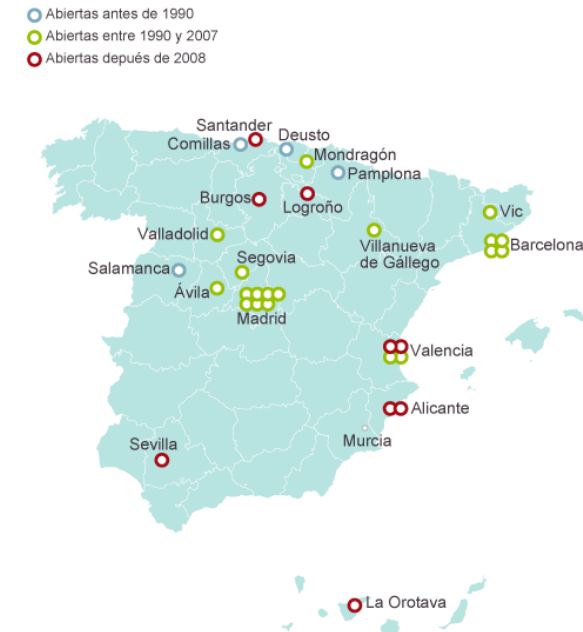 Abiertas antes de 1990
Abiertas entre 1990 y 2007
Abiertas depués de 2008
Santander
Comillas
Deusto
Mondragón
Pamplona
Burgos
Logroño
Vic
Valladolid
Villanueva
de Gállego
Barcelona
Segovia
Salamanca
Ávila
Madrid
Valencia
Alicante
Murcia
Sevilla
La Orotava